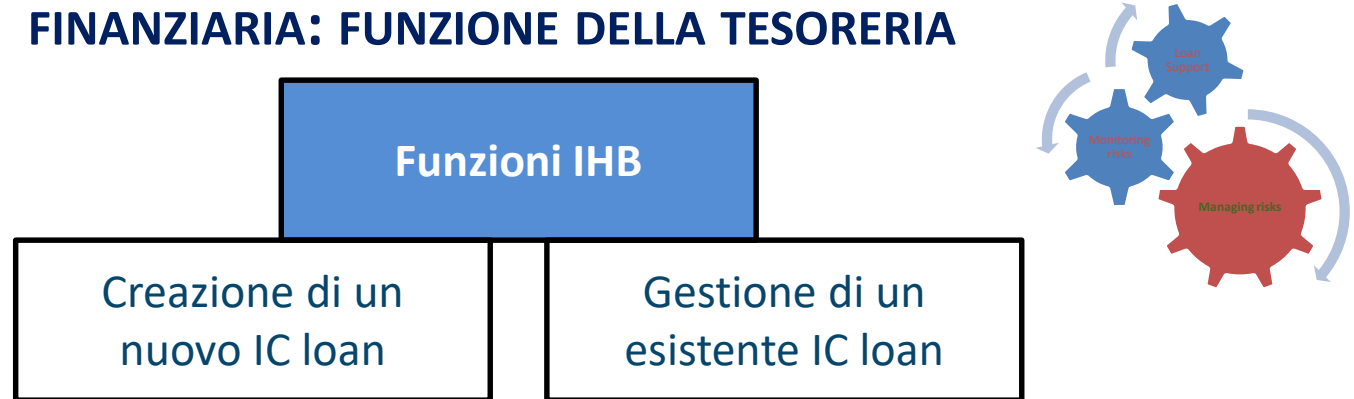 FINANZIARIA: FUNZIONE DELLA TESORERIA
Loan
Support
Monitoring
risks
Managing risks
Funzioni IHB
Creazione di un
nuovo IC loan
Gestione di un
esistente IC loan